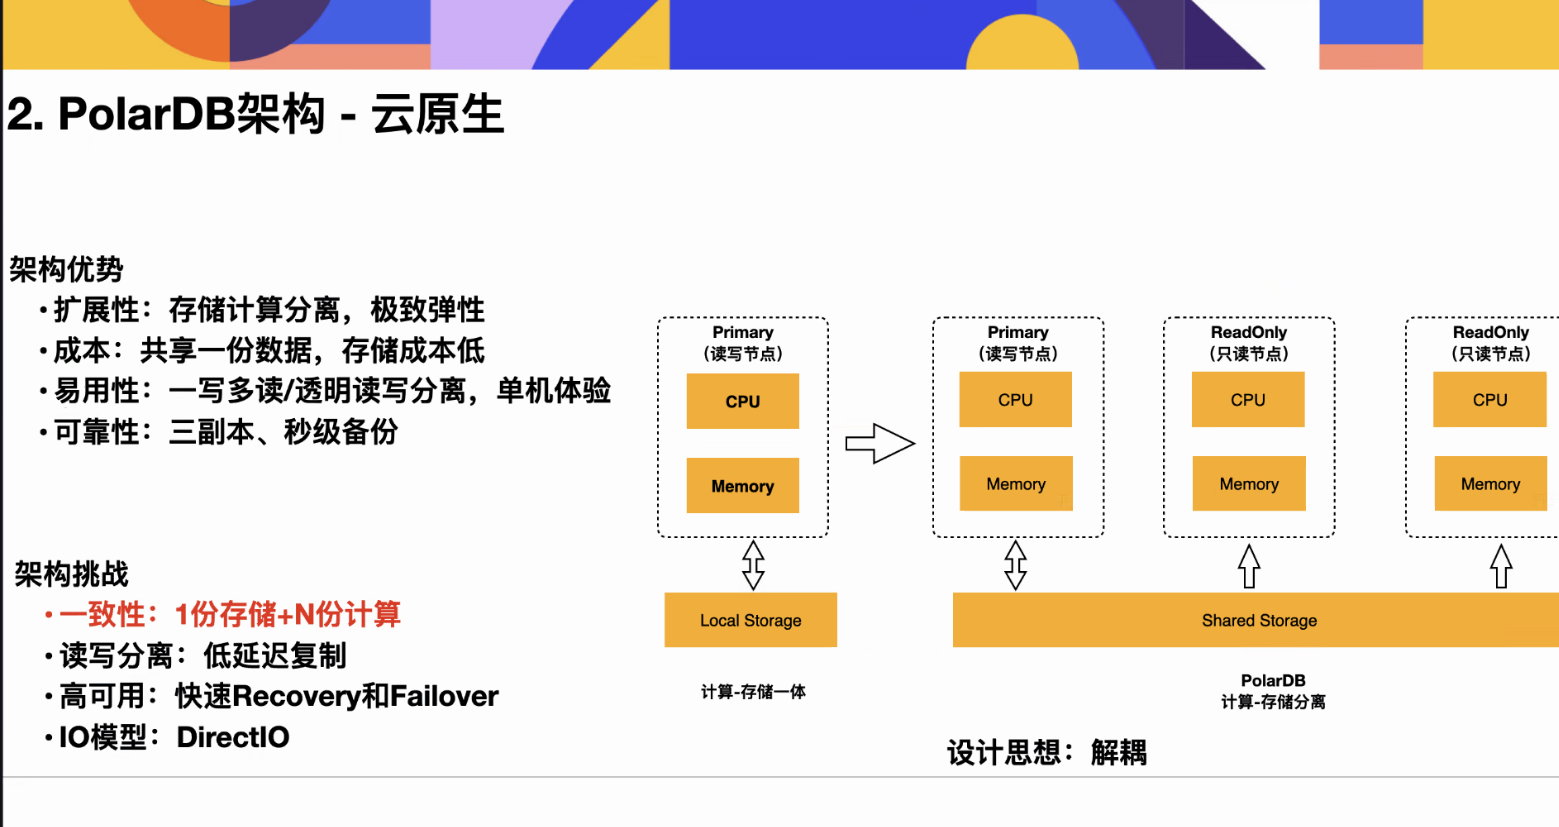 2. PolarDB架构 - 云原生
架构优势
·扩展性：存储计算分离，极致弹性
·成本：共享一份数据，存储成本低
·易用性：一写多读/透明读写分离，单机体验
·可靠性：三副本、秒级备份
架构挑战
·一致性：1份存储+N份计算
·读写分离：低延迟复制
·高可用：快速Recovery和Failover
·IO模型：DirectIO
Primary
（读写节点）
CPU
Memory
Local Storage
计算-存储一体
Primary
（读写节点）
CPU
Memory
ReadOnly
（只读节点）
CPU
Memory
ReadOnly
（只读节点）
CPU
Memory
Shared Storage
PolarDB
计算-存储分离
设计思想：解耦